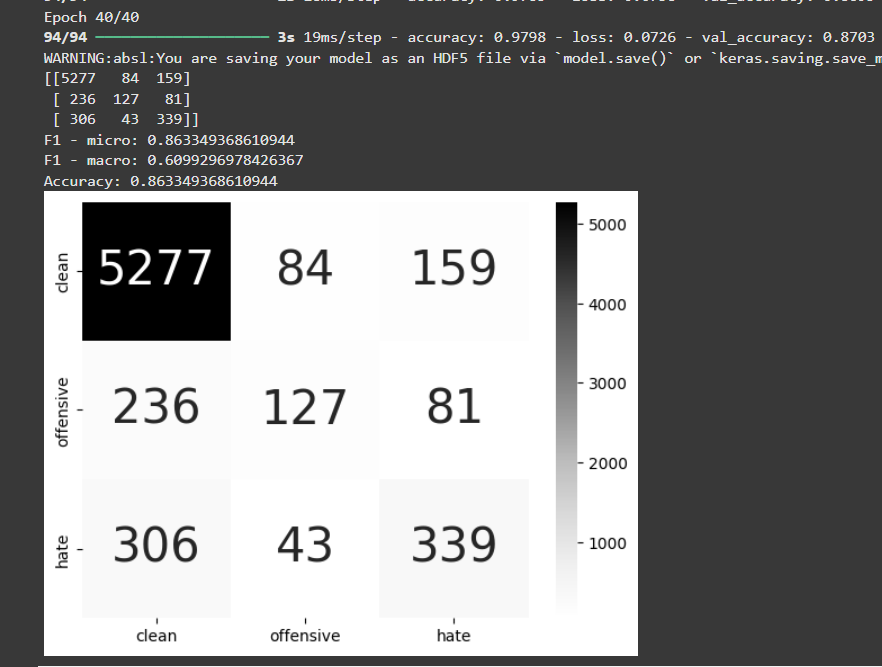 Epoch 40/40
94/94 ━━━━━━━━━━━━━━━━━━━━ 3s 19ms/step - accuracy: 0.9798 - loss: 0.0726 - val_accuracy: 0.8703
WARNING:absl:You are saving your model as an HDF5 file via `model.save()` or `keras.saving.save_m
[[5277 84 159]
[ 236 127 81]
[ 306 43 339]]
F1 - micro: 0.863349368610944
F1 - macro: 0.6099296978426367
Accuracy: 0.863349368610944
clean 5277 84 159
offensive 236 127 81
hate 306 43 339
clean offensive hate
5000
4000
3000
2000
1000